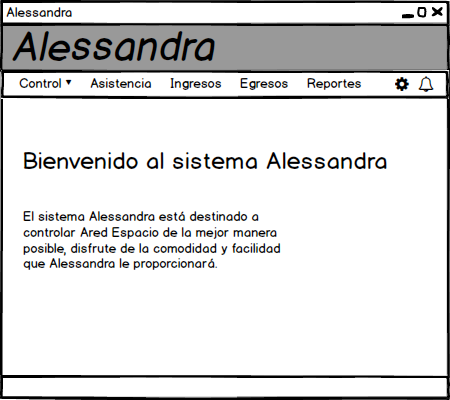 Alessandra
Alessandra
Control Asistencia Ingresos Egresos Reportes
Bienvenido al sistema Alessandra
El sistema Alessandra está destinado a
controlar Ared Espacio de la mejor manera
posible, disfrute de la comodidad y facilidad
que Alessandra le proporcionará.